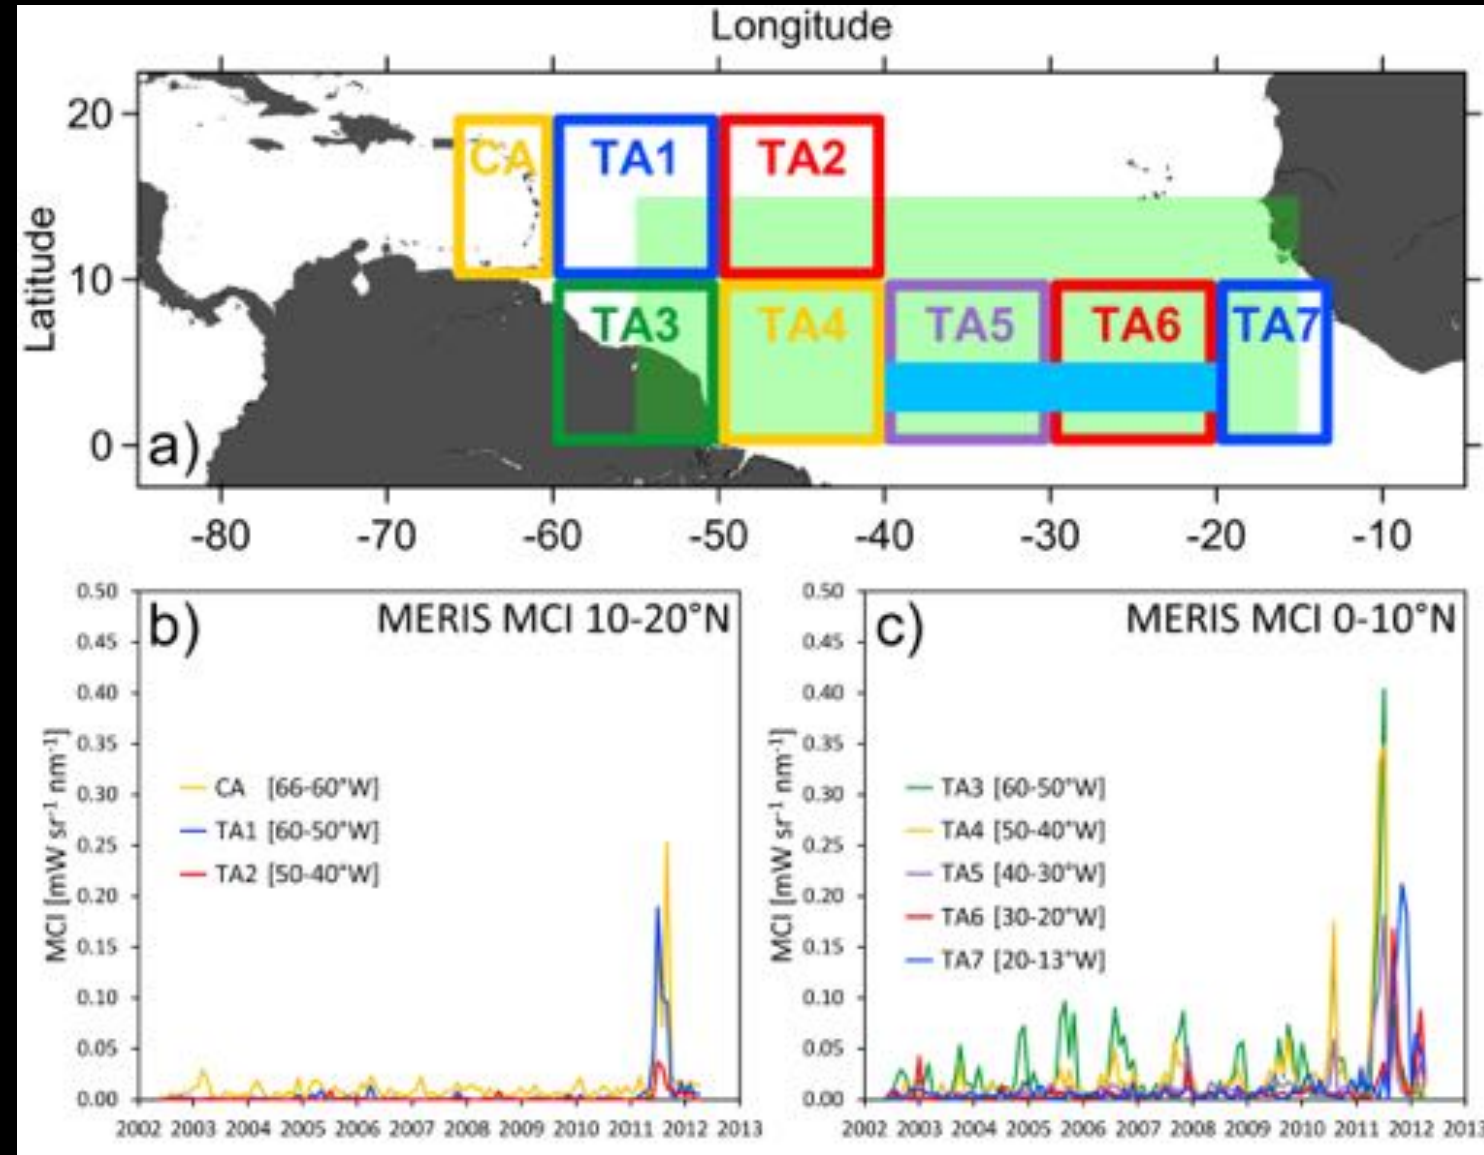 Longitude
Latitude
20
10
0
CA TA1 TA2
TA3 TA4 TA5 TA6 TA7
a)
-80 -70 -60 -50 -40 -30 -20 -10
b) MERIS MCI 10-20°N
MCI [mW sr-1 nm-1]
0.50
0.45
0.40
0.35
0.30
0.25
0.20
0.15
0.10
0.05
0.00
CA [66-60°W]
TA1 [60-50°W]
TA2 [50-40°W]
2002 2003 2004 2005 2006 2007 2008 2009 2010 2011 2012 2013
c) MERIS MCI 0-10°N
MCI [mW sr-1 nm-1]
0.50
0.45
0.40
0.35
0.30
0.25
0.20
0.15
0.10
0.05
0.00
TA3 [60-50°W]
TA4 [50-40°W]
TA5 [40-30°W]
TA6 [30-20°W]
TA7 [20-13°W]
2002 2003 2004 2005 2006 2007 2008 2009 2010 2011 2012 2013